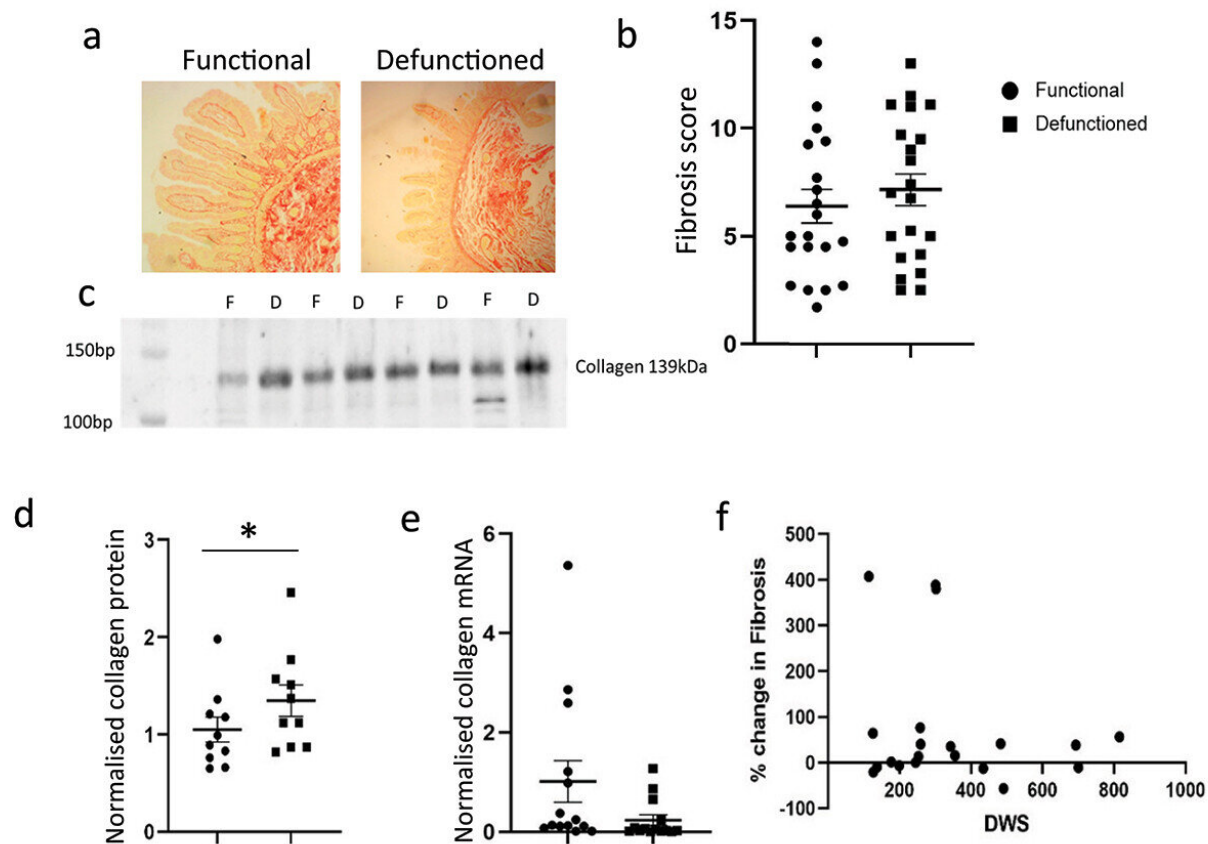 a
Functional
Defunctioned
b
Fibrosis score
15
10
5
0
Functional
Defunctioned
c
F D F D F D F D
150bp
100bp
Collagen 139kDa
d
Normalised collagen protein
3
2
1
0
*
e
Normalised collagen mRNA
6
4
2
0
f
% change in Fibrosis
500
400
300
200
100
0
-100
200 400 600 800 1000
DWS